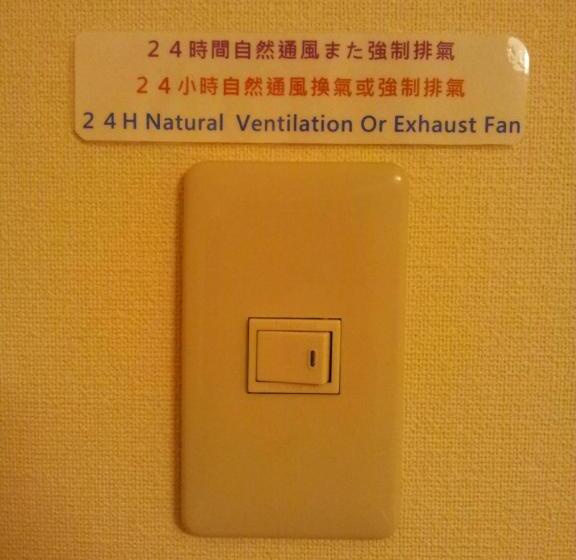 ２４時間自然通風また強制排氣
２４小時自然通風換氣或強制排氣
２４H Natural Ventilation Or Exhaust Fan